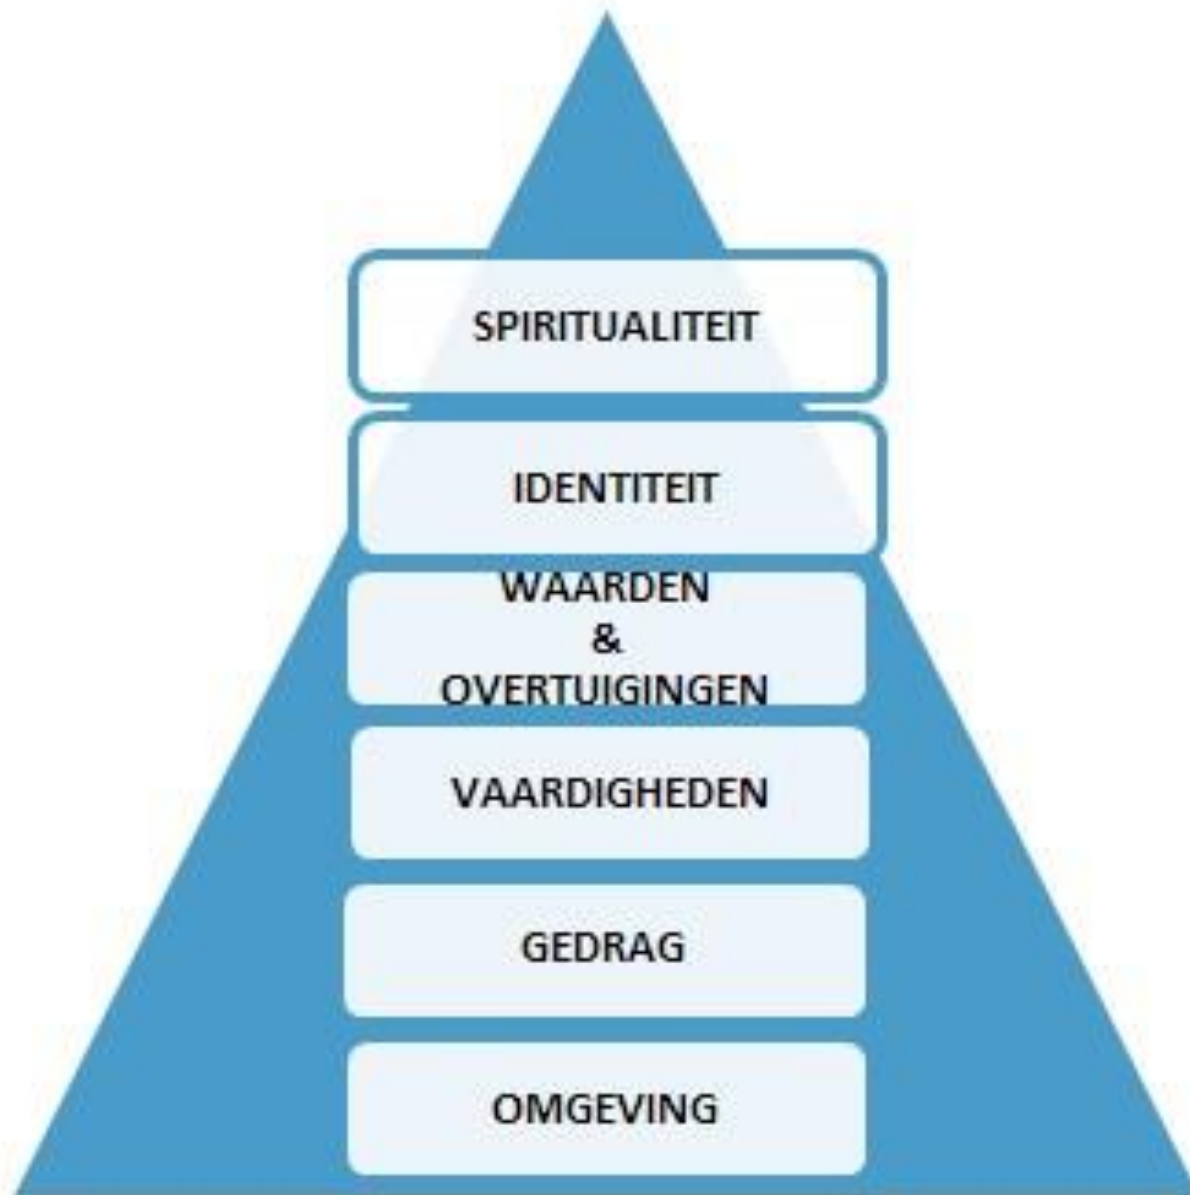 SPIRITUALITEIT
IDENTITEIT
WAARDEN
&
OVERTUIGINGEN
VAARDIGHEDEN
GEDRAG
OMGEVING